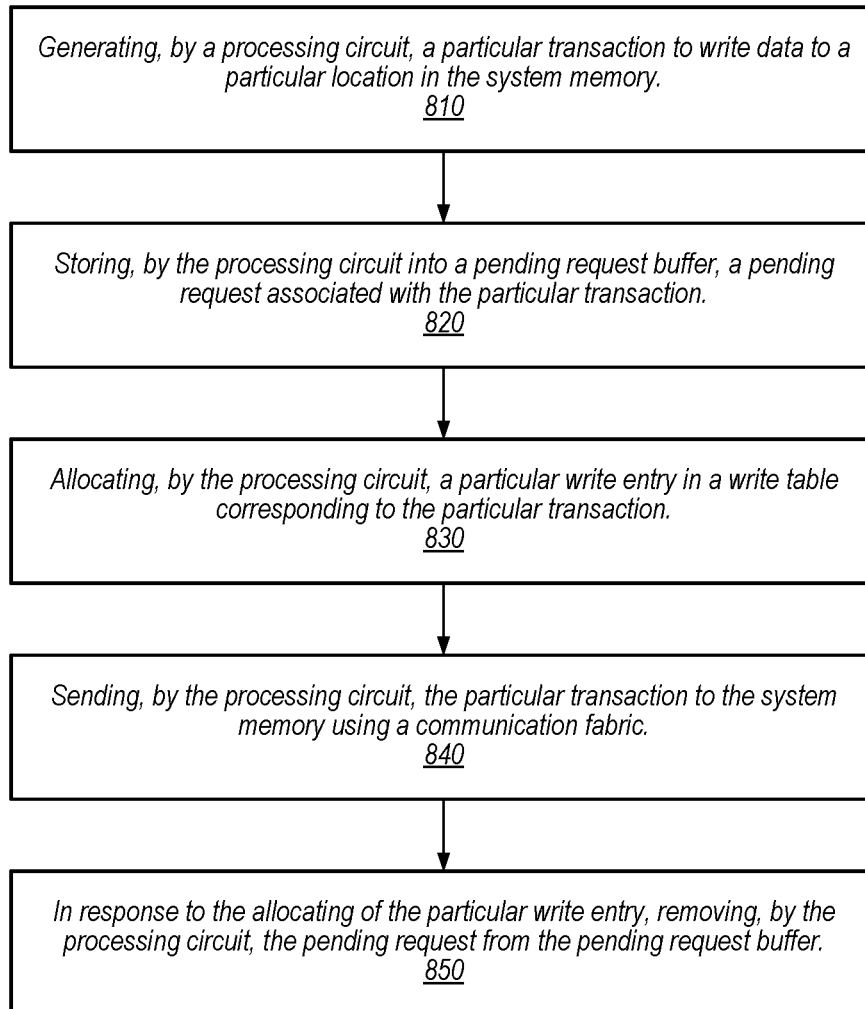 Generating, by a processing circuit, a particular transaction to write data to a
particular location in the system memory.
810
Storing, by the processing circuit into a pending request buffer, a pending
request associated with the particular transaction.
820
Allocating, by the processing circuit, a particular write entry in a write table
corresponding to the particular transaction.
830
Sending, by the processing circuit, the particular transaction to the system
memory using a communication fabric.
840
In response to the allocating of the particular write entry, removing, by the
processing circuit, the pending request from the pending request buffer.
850